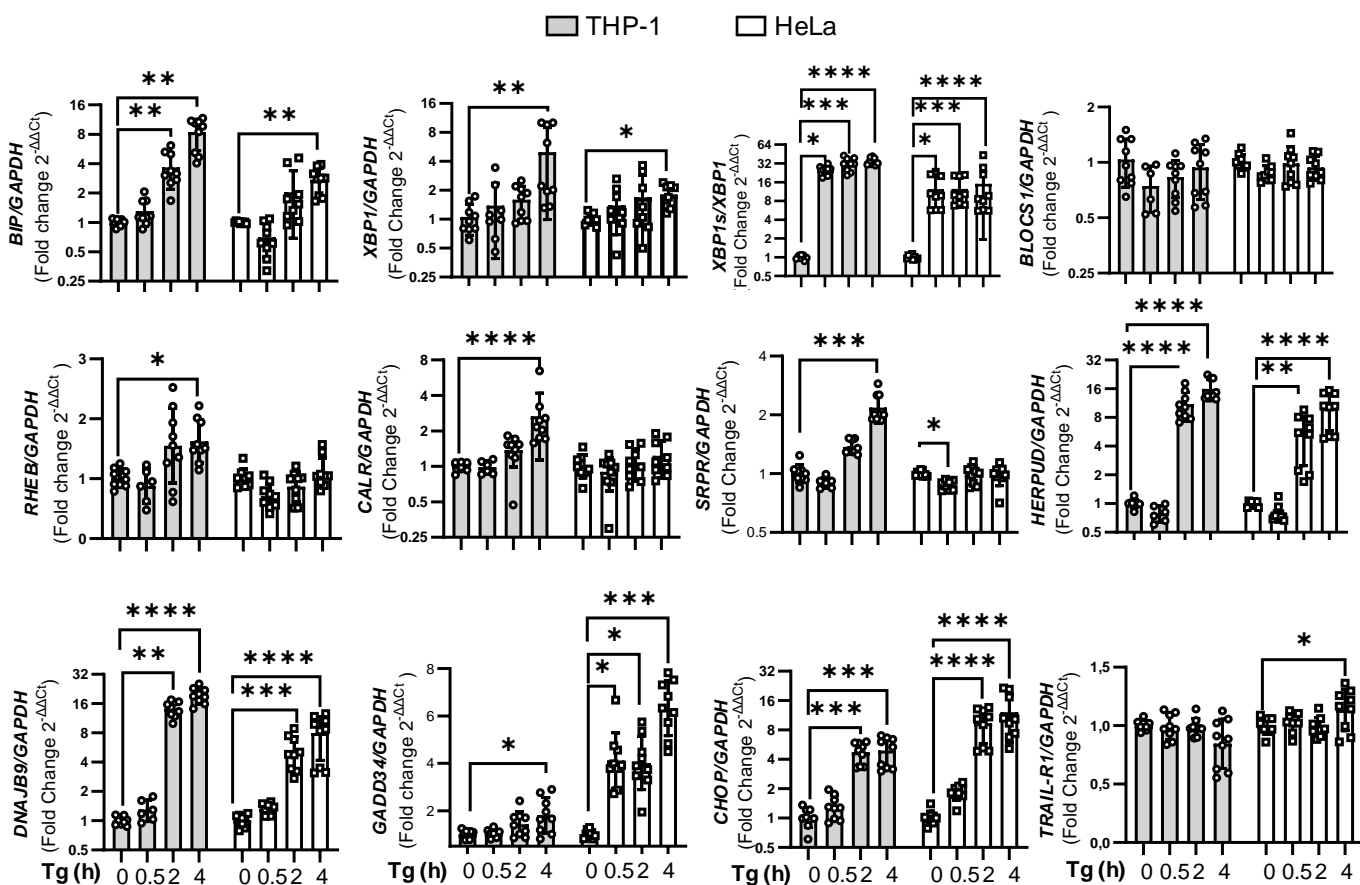 THP-1 HeLa
BIP/GAPDH
(Fold Change 2-ΔΔCt)
16
8
4
2
1
0.5
0.25
** ** **
XBP1/GAPDH
(Fold Change 2-ΔΔCt)
16
8
4
2
1
0.5
0.25
** *
XBP1s/XBP1
(Fold Change 2-ΔΔCt)
64
32
16
8
4
2
1
0.5
**** *** * **** *** *
BLOCS1/GAPDH
(Fold Change 2-ΔΔCt)
2
1
0.5
0.25
RHEB/GAPDH
(Fold change 2-ΔΔCt)
3
2
1
0
*
CALR/GAPDH
(Fold Change 2-ΔΔCt)
8
4
2
1
0.5
0.25
****
SRPR/GAPDH
(Fold Change 2-ΔΔCt)
4
2
1
0.5
*** *
HERPUD/GAPDH
(Fold Change 2-ΔΔCt)
32
16
8
4
2
1
0.5
**** **** **** **
DNAJB9/GAPDH
(Fold Change 2-ΔΔCt)
32
16
8
4
2
1
0.5
**** ** **** ***
GADD34/GAPDH
(Fold Change 2-ΔΔCt)
8
6
4
2
* *** * *
CHOP/GAPDH
(Fold Change 2-ΔΔCt)
32
16
8
4
2
1
0.5
*** *** **** ****
TRAIL-R1/GAPDH
(Fold Change 2-ΔΔCt)
1,5
1,0
0,5
0,0
*
Tg (h) 0 0.5 2 4 0 0.5 2 4
Tg (h) 0 0.5 2 4 0 0.5 2 4
Tg (h) 0 0.5 2 4 0 0.5 2 4
Tg (h) 0 0.5 2 4 0 0.5 2 4